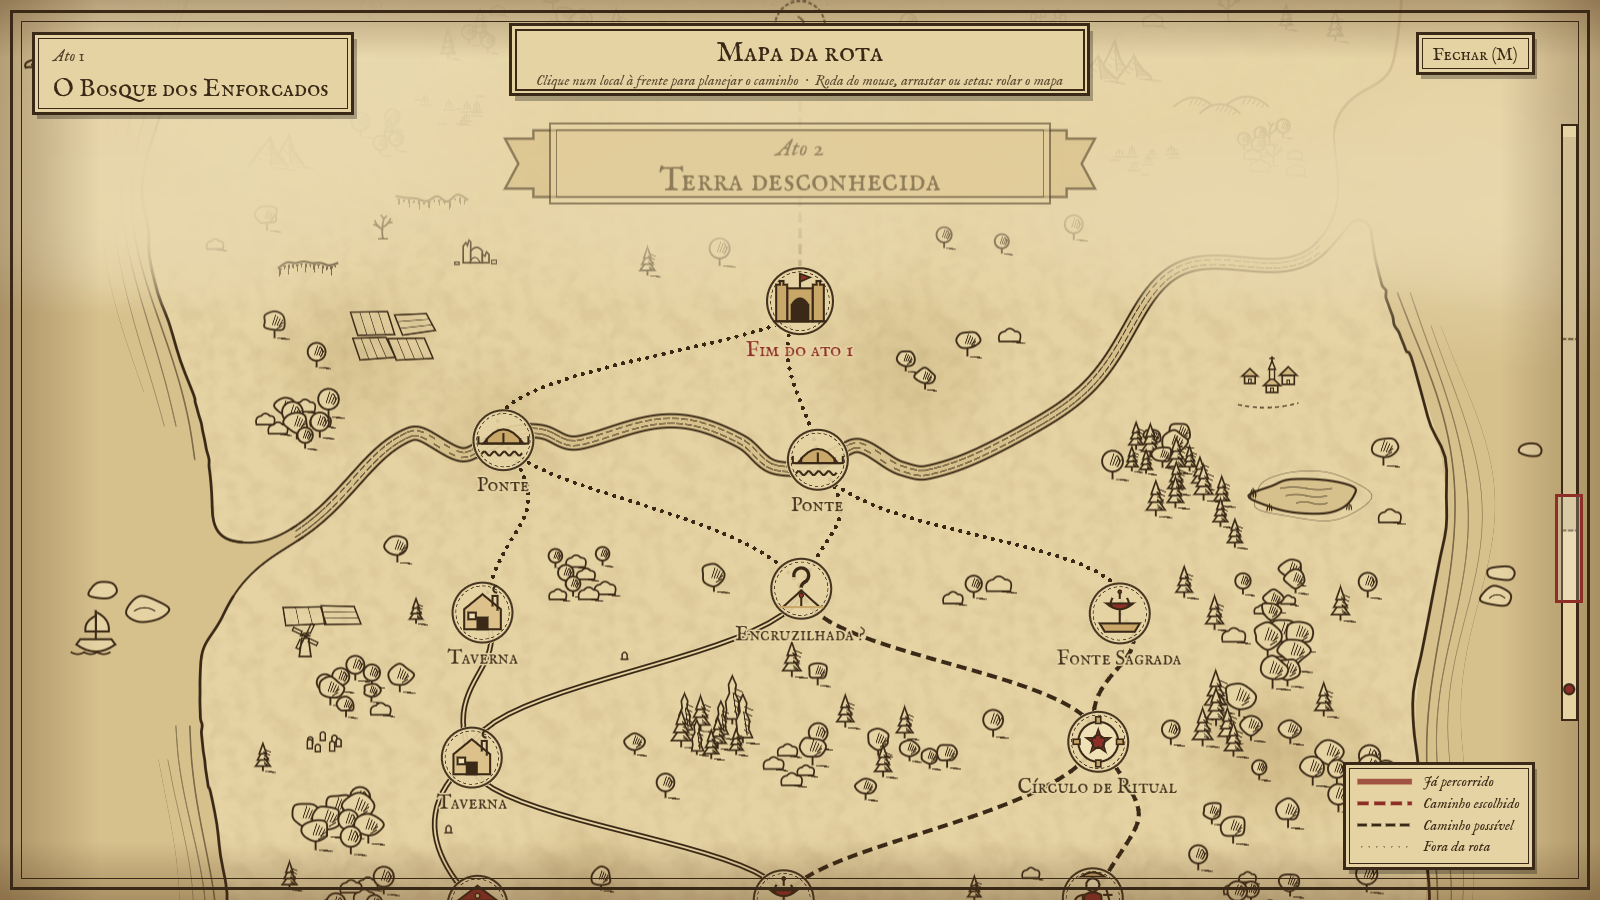 Ato 1
O Bosque dos Enforcados
Mapa da rota
Clique num local à frente para planejar o caminho · Roda do mouse, arrastar ou setas: rolar o mapa
Fechar (M)
Ato 2
Terra desconhecida
Fim do ato 1
Ponte
Ponte
Encruzilhada ?
Taverna
Fonte Sagrada
Taverna
Círculo de Ritual
Já percorrido
Caminho escolhido
Caminho possível
Fora da rota